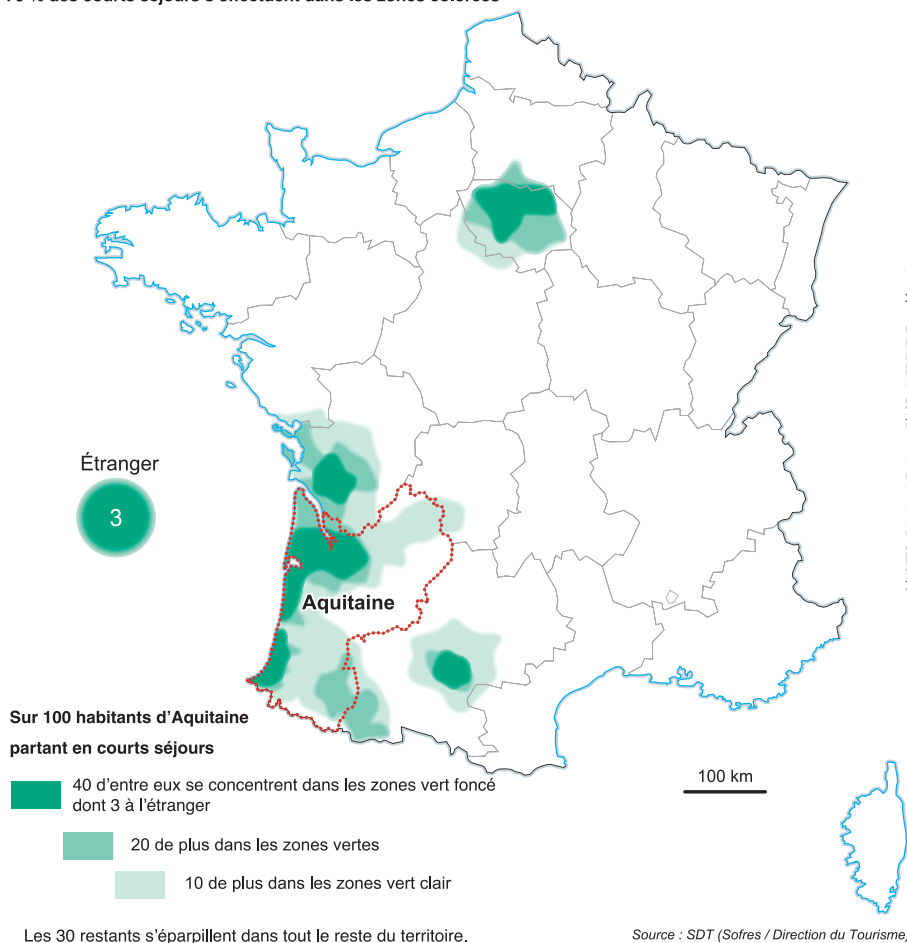 Étranger
3
Aquitaine
Sur 100 habitants d'Aquitaine
partant en courts séjours
40 d'entre eux se concentrent dans les zones vert foncé
dont 3 à l'étranger
20 de plus dans les zones vertes
10 de plus dans les zones vert clair
100 km
Les 30 restants s'éparpillent dans tout le reste du territoire.
Source : SDT (Sofres / Direction du Tourisme)